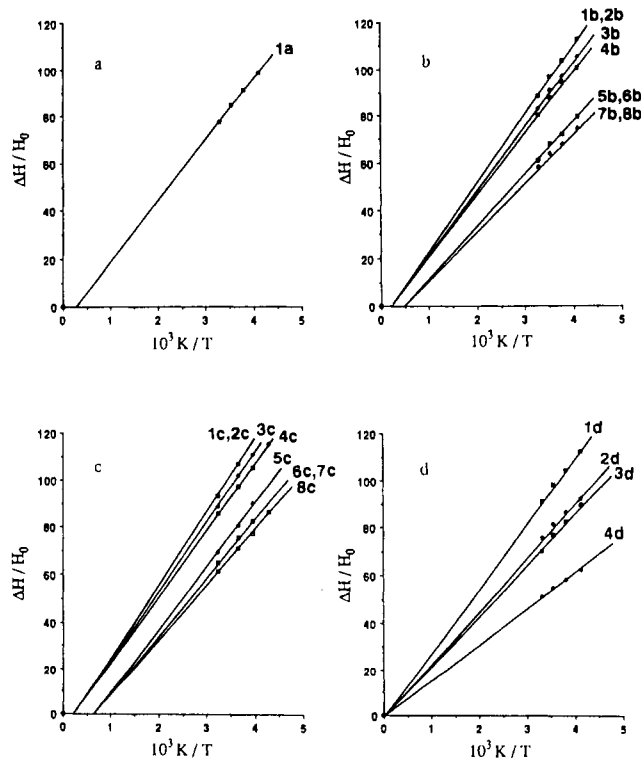 a
1a
120
100
80
60
40
20
0
ΔH / H₀
0 1 2 3 4 5
10³ K / T
b
1b,2b
3b
4b
5b,6b
7b,8b
120
100
80
60
40
20
0
ΔH / H₀
0 1 2 3 4 5
10³ K / T
c
1c,2c
3c
4c
5c
6c,7c
8c
120
100
80
60
40
20
0
ΔH / H₀
0 1 2 3 4 5
10³ K / T
d
1d
2d
3d
4d
120
100
80
60
40
20
0
ΔH / H₀
0 1 2 3 4 5
10³ K / T